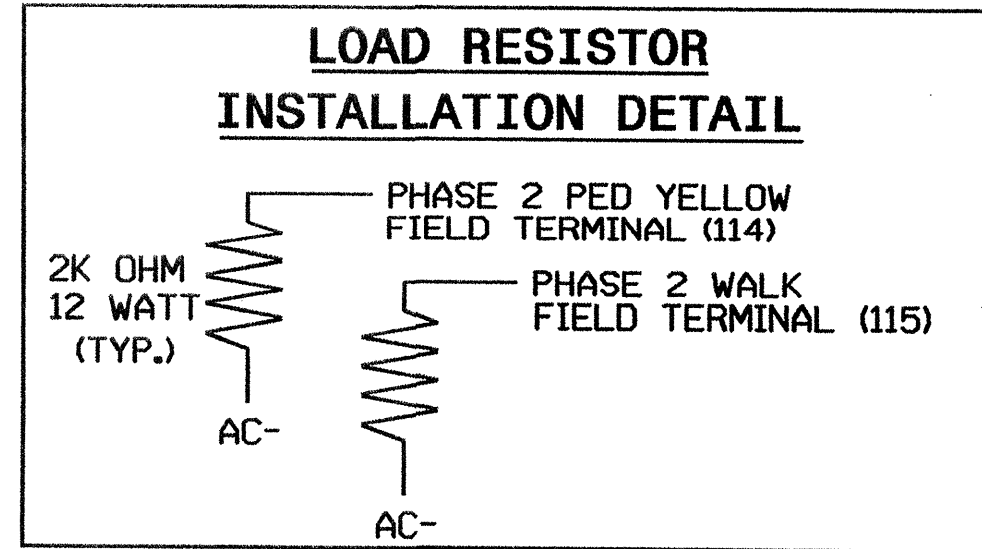 LOAD RESISTOR
INSTALLATION DETAIL
PHASE 2 PED YELLOW
FIELD TERMINAL (114)
2K OHM
12 WATT
(TYP.)
AC-
PHASE 2 WALK
FIELD TERMINAL (115)
AC-